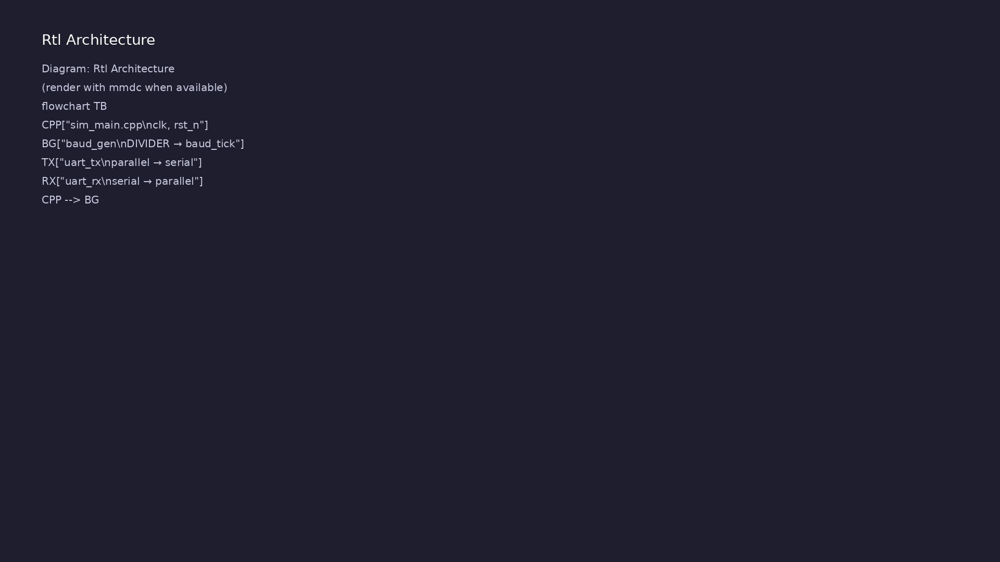 Rtl Architecture
Diagram: Rtl Architecture
(render with mmdc when available)
flowchart TB
CPP["sim_main.cpp\nclk, rst_n"]
BG["baud_gen\nDIVIDER → baud_tick"]
TX["uart_tx\nparallel → serial"]
RX["uart_rx\nserial → parallel"]
CPP --> BG